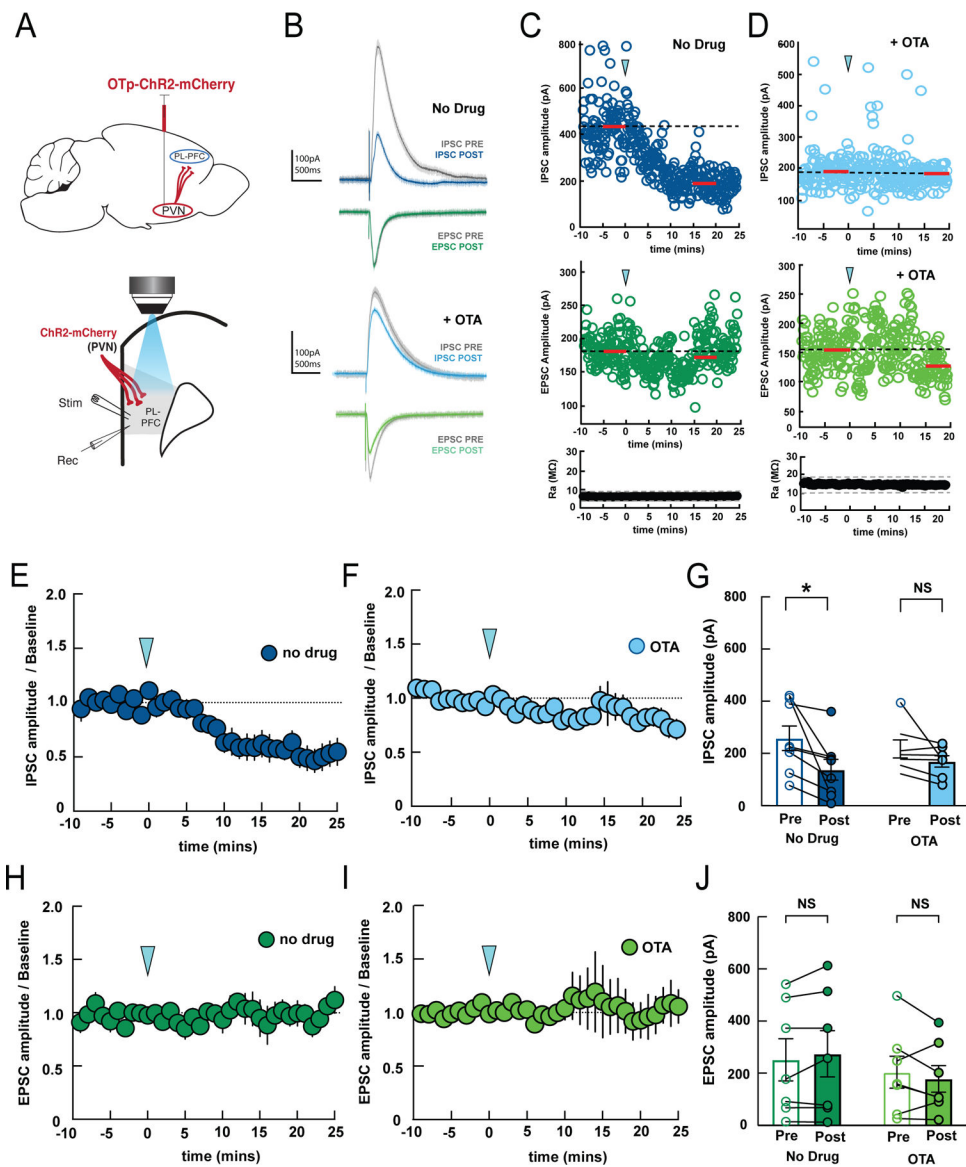 A
OTp-ChR2-mCherry
PL-PFC
PVN
ChR2-mCherry
(PVN)
Stim
PL-
PFC
Rec
B
No Drug
IPSC PRE
IPSC POST
100pA
500ms
EPSC PRE
EPSC POST
+ OTA
IPSC PRE
IPSC POST
100pA
500ms
EPSC PRE
EPSC POST
C
No Drug
IPSC amplitude (pA)
800
600
400
200
0
-10 -5 0 5 10 15 20 25
time (mins)
EPSC Amplitude (pA)
300
250
200
150
100
-10 -5 0 5 10 15 20 25
time (mins)
Ra (MΩ)
30
20
10
0
-10 -5 0 5 10 15 20 25
time (mins)
D
+ OTA
IPSC amplitude (pA)
600
500
400
300
200
100
-10 -5 0 5 10 15 20
time (mins)
+ OTA
EPSC Amplitude (pA)
300
250
200
150
100
50
0
-10 -5 0 5 10 15 20
time (mins)
Ra (MΩ)
30
20
10
0
-10 -5 0 5 10 15 20
time (mins)
E
IPSC amplitude / Baseline
2.0
1.5
1.0
0.5
0
no drug
-10 -5 0 5 10 15 20 25
time (mins)
F
IPSC amplitude / Baseline
2.0
1.5
1.0
0.5
0
OTA
-10 -5 0 5 10 15 20 25
time (mins)
G
IPSC amplitude (pA)
800
600
400
200
0
*
NS
Pre Post Pre Post
No Drug OTA
H
EPSC amplitude / Baseline
2.0
1.5
1.0
0.5
0
no drug
-10 -5 0 5 10 15 20 25
time (mins)
I
EPSC amplitude / Baseline
2.0
1.5
1.0
0.5
0
OTA
-10 -5 0 5 10 15 20 25
time (mins)
J
EPSC amplitude (pA)
800
600
400
200
0
NS
NS
Pre Post Pre Post
No Drug OTA